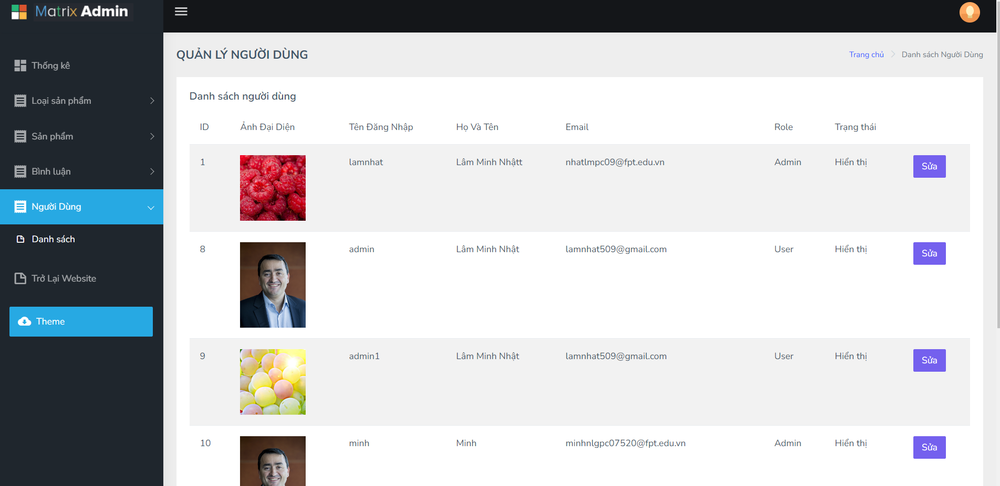 Matrix Admin
Thống kê
Loại sản phẩm
Sản phẩm
Bình luận
Người Dùng
Danh sách
Trở Lại Website
Theme
QUẢN LÝ NGƯỜI DÙNG
Trang chủ Danh sách Người Dùng
Danh sách người dùng
ID Ảnh Đại Diện Tên Đăng Nhập Họ Và Tên Email Role Trạng thái
1 lamnhat Lâm Minh Nhậtt nhatlmpc09@fpt.edu.vn Admin Hiển thị Sửa
8 admin Lâm Minh Nhật lamnhat509@gmail.com User Hiển thị Sửa
9 admin1 Lâm Minh Nhật lamnhat509@gmail.com User Hiển thị Sửa
10 minh Minh minhnlgpc07520@fpt.edu.vn Admin Hiển thị Sửa